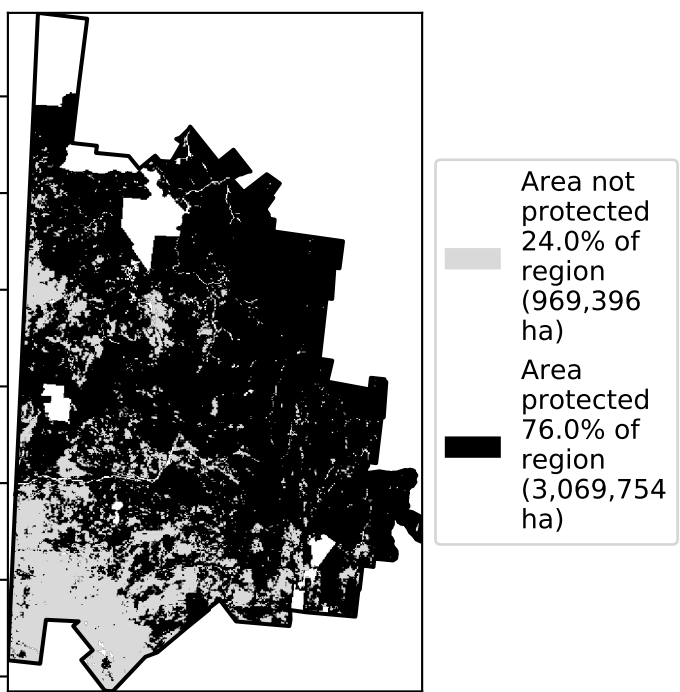 Area not
protected
24.0% of
region
(969,396
ha)
Area
protected
76.0% of
region
(3,069,754
ha)